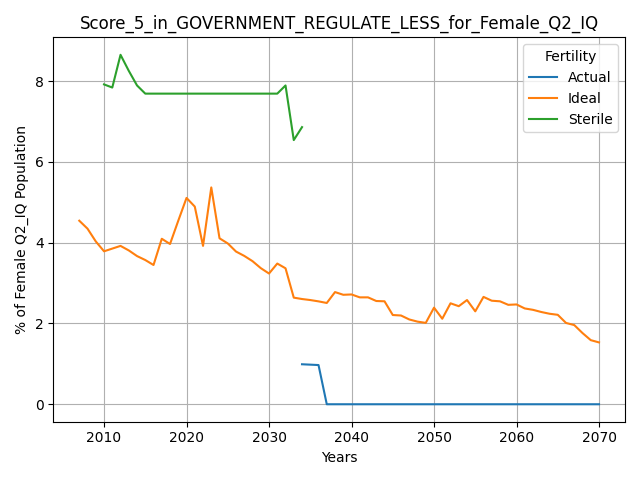 Score_5_in_GOVERNMENT_REGULATE_LESS_for_Female_Q2_IQ
% of Female Q2_IQ Population
8
6
4
2
0
Fertility
Actual
Ideal
Sterile
2010 2020 2030 2040 2050 2060 2070
Years